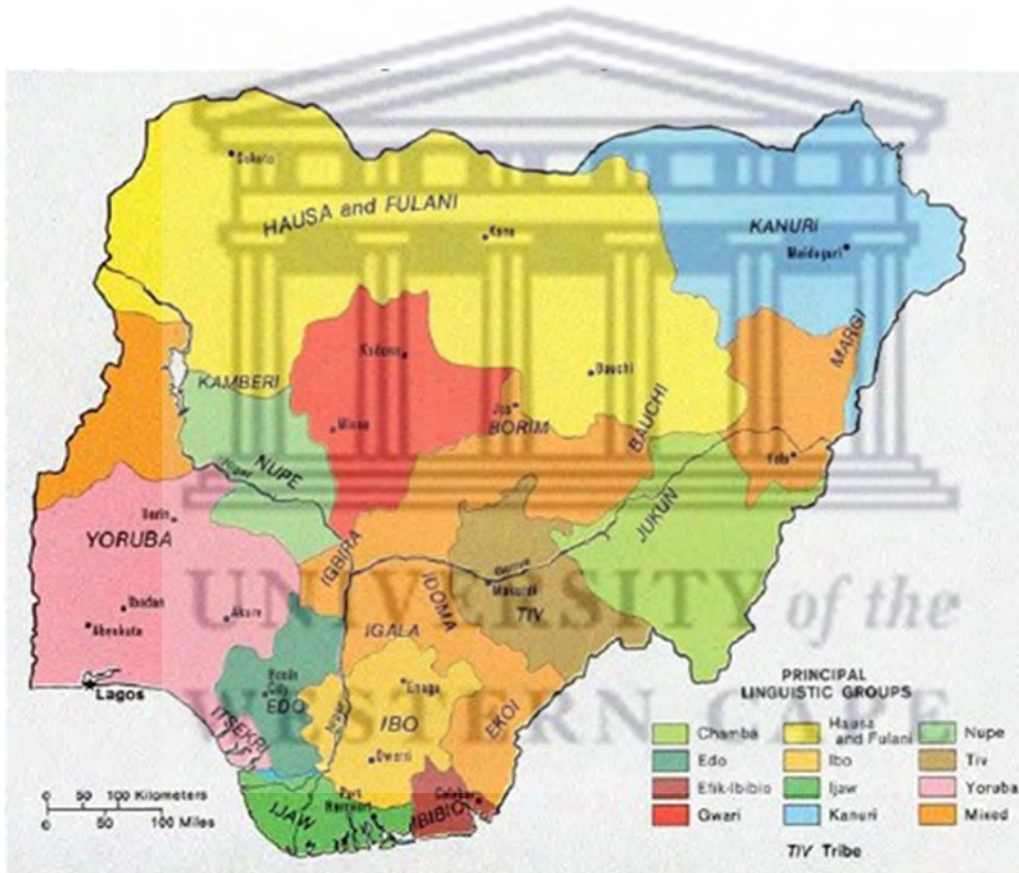 Sokoto
HAUSA and FULANI
Kano
KANURI
Maiduguri
MARGI
Kaduna
KAMBERI
Bauchi
Jos
BORIM
BAUCHI
Minna
Yola
Niger
NUPE
JUKUN
YORUBA
IGBIRA
Benue
Makurdi
TIV
IDOMA
Ibadan
Abeokuta
Akure
IGALA
Lagos
Benin
City
EDO
Enugu
IBO
EKOI
ITSEKRI
Niger
Owerri
Port
Harcourt
Calabar
IJAW
IBIBIO
0 50 100 Kilometers
0 50 100 Miles
PRINCIPAL
LINGUISTIC GROUPS
Chamba
Edo
Efik-Ibibio
Gwari
Hausa
and Fulani
Ibo
Ijaw
Kanuri
Nupe
Tiv
Yoruba
Mixed
TIV Tribe
UNIVERSITY of the
WESTERN CAPE